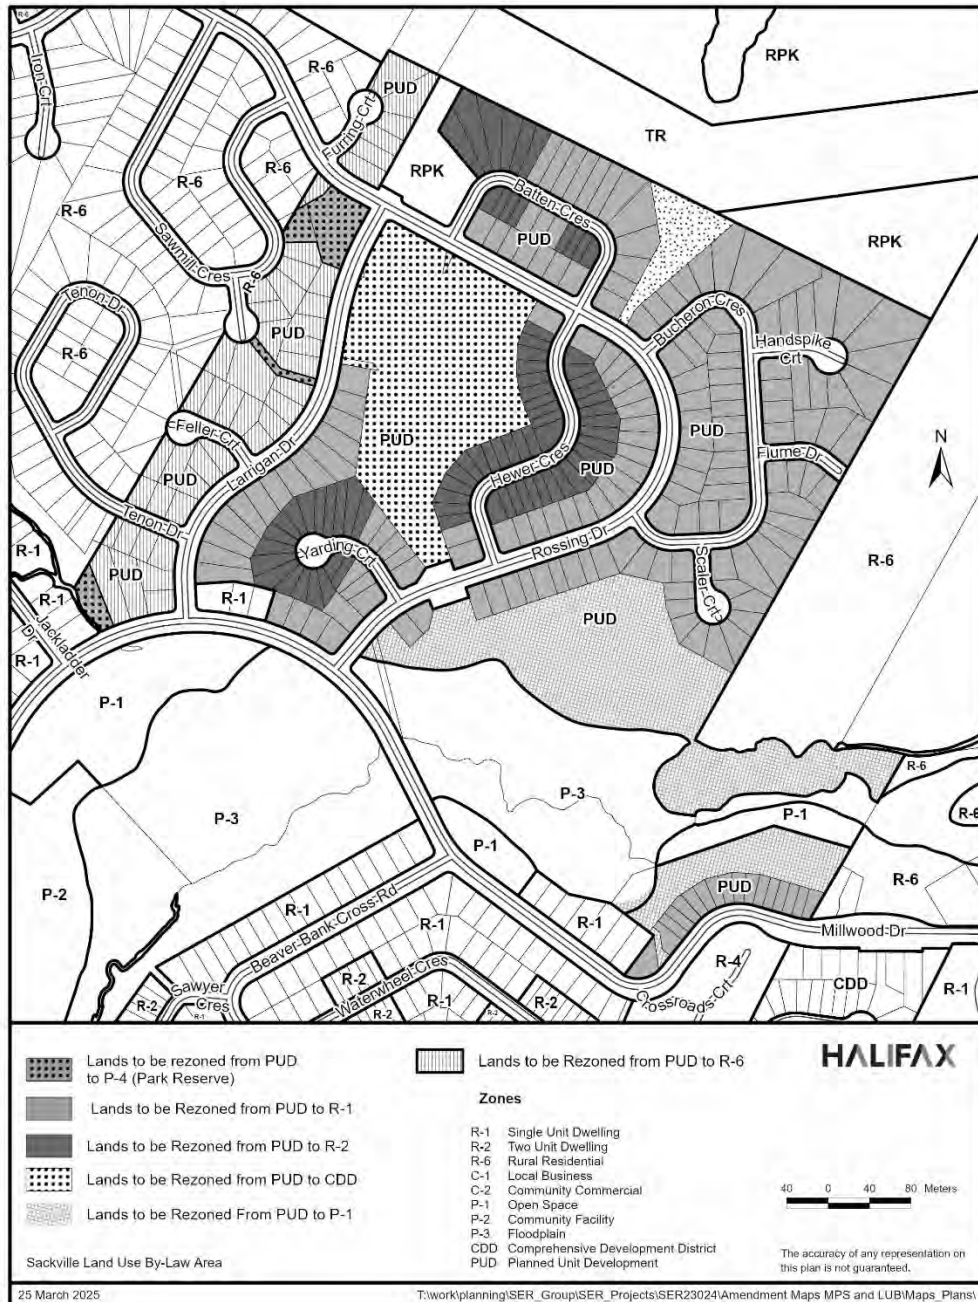 R-6
Iron Crt
R-6
PUD
RPK
Furring Crt
TR
R-6
R-6
RPK
Batten Cres
R-6
PUD
RPK
Sawmill Cres
R-6
Tenon Dr
Bucheron Cres
PUD
Handspike
Crt
R-6
Feller Crt
PUD
PUD
Flume Dr
Larrigan Dr
Hewer Cres
PUD
N
PUD
Tenon Dr
Rossing Dr
R-1
Yarding Crt
Scaler Crt
R-6
PUD
R-1
R-1
PUD
Jackladder
Dr
R-1
P-1
P-3
R-6
P-3
P-1
R-6
P-1
P-2
PUD
R-6
R-1
Beaver Bank Cross Rd
R-1
R-1
Millwood Dr
R-4
R-2
Sawyer
Cres
Waterwheel Cres
R-2
R-1
R-2
R-1
R-2
R-2
Crossroads Crt
CDD
R-1
Lands to be rezoned from PUD
to P-4 (Park Reserve)
Lands to be Rezoned from PUD to R-1
Lands to be Rezoned from PUD to R-2
Lands to be Rezoned from PUD to CDD
Lands to be Rezoned From PUD to P-1
Sackville Land Use By-Law Area
Lands to be Rezoned from PUD to R-6
Zones
R-1 Single Unit Dwelling
R-2 Two Unit Dwelling
R-6 Rural Residential
C-1 Local Business
C-2 Community Commercial
P-1 Open Space
P-2 Community Facility
P-3 Floodplain
CDD Comprehensive Development District
PUD Planned Unit Development
HALIFAX
40 0 40 80 Meters
The accuracy of any representation on
this plan is not guaranteed.
25 March 2025
T:\work\planning\SER_Group\SER_Projects\SER23024\Amendment Maps MPS and LUB\Maps_Plans\